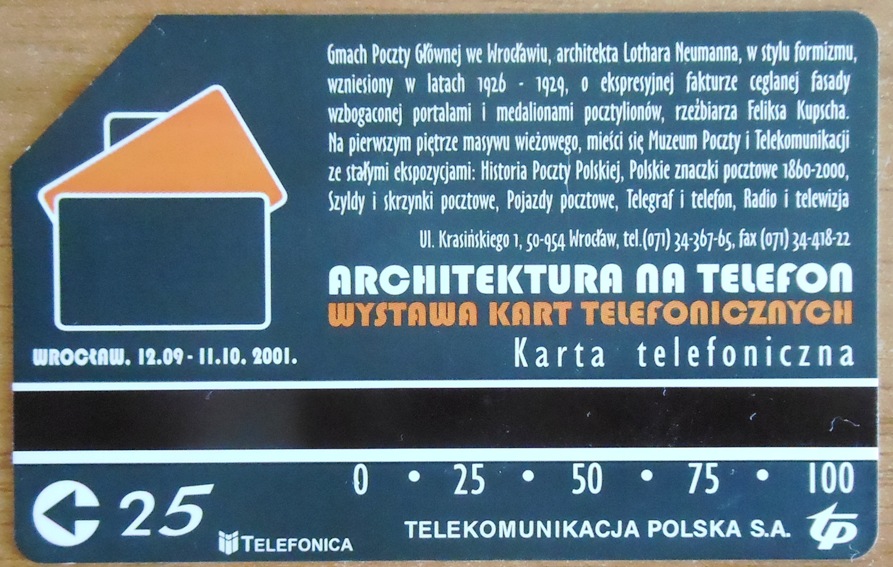 Gmach Poczty Głównej we Wrocławiu, architekta Lothara Neumanna, w stylu formizmu,
wzniesiony w latach 1926 - 1929, o ekspresyjnej fakturze ceglanej fasady
wzbogaconej portalami i medalionami pocztylionów, rzeźbiarza Feliksa Kupscha.
Na pierwszym piętrze masywu wieżowego, mieści się Muzeum Poczty i Telekomunikacji
ze stałymi ekspozycjami: Historia Poczty Polskiej, Polskie znaczki pocztowe 1860-2000,
Szyldy i skrzynki pocztowe, Pojazdy pocztowe, Telegraf i telefon, Radio i telewizja
Ul. Krasińskiego 1, 50-954 Wrocław, tel.(071) 34-367-65, fax (071) 34-418-22
ARCHITEKTURA NA TELEFON
WYSTAWA KART TELEFONICZNYCH
WROCŁAW. 12.09 - 11.10. 2001.
Karta telefoniczna
0 • 25 • 50 • 75 • 100
25
TELEFONICA
TELEKOMUNIKACJA POLSKA S.A.
tp